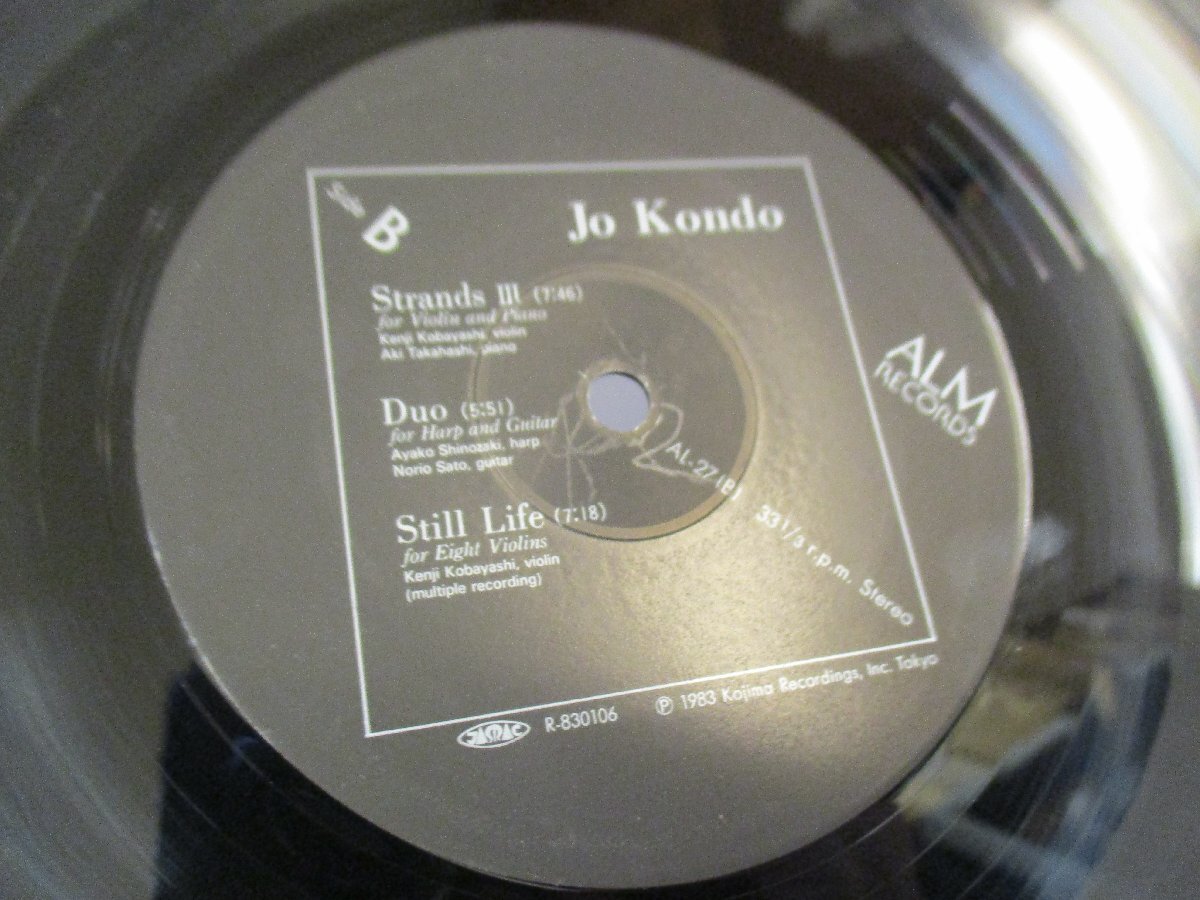 Side B
Jo Kondo
Strands III (7:46)
for Violin and Piano
Kenji Kobayashi, violin
Aki Takahashi, piano
Duo (5:51)
for Harp and Guitar
Ayako Shinozaki, harp
Norio Sato, guitar
Still Life (7:18)
for Eight Violins
Kenji Kobayashi, violin
(multiple recording)
AL-27(B) 33 1/3 r.p.m. Stereo
ALM
RECORDS
JASRAC R-830106 ℗ 1983 Kojima Recordings, Inc. Tokyo